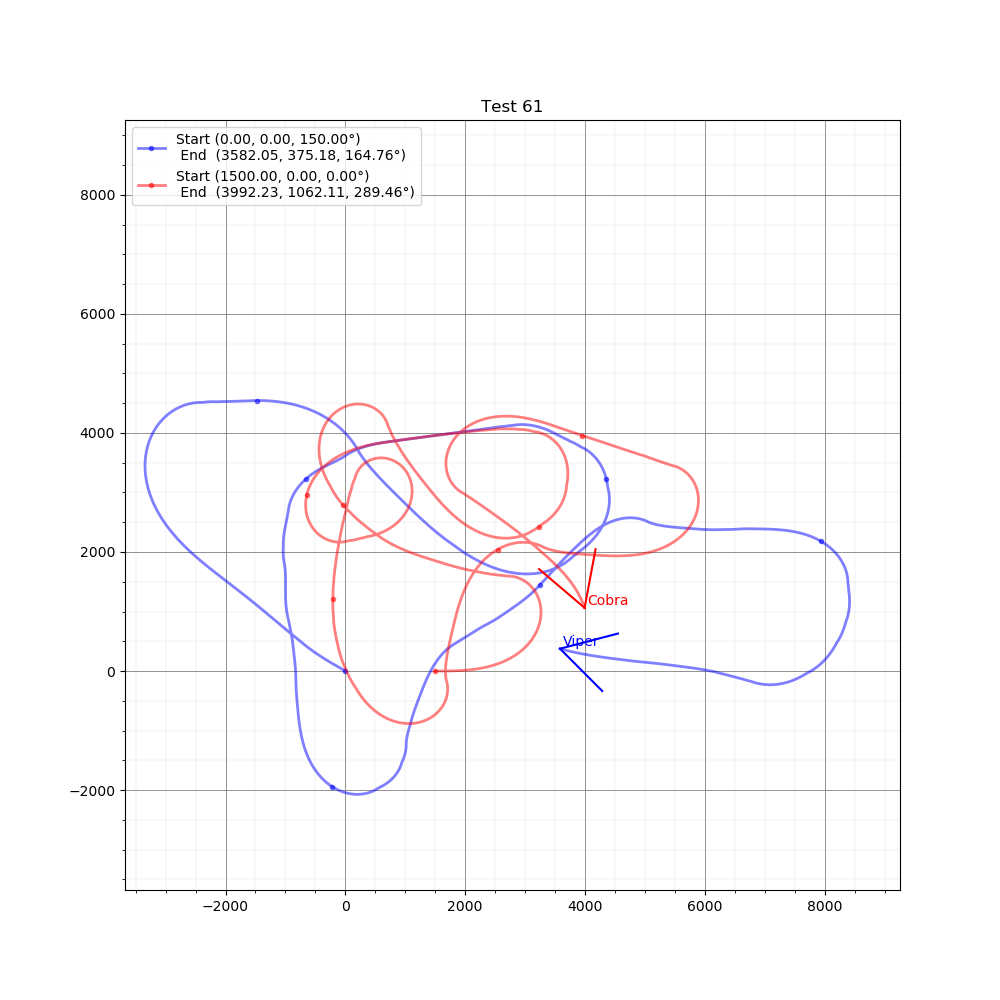 Test 61
Start (0.00, 0.00, 150.00°)
End  (3582.05, 375.18, 164.76°)
Start (1500.00, 0.00, 0.00°)
End  (3992.23, 1062.11, 289.46°)
8000
6000
4000
2000
0
−2000
Cobra
Viper
−2000
0
2000
4000
6000
8000